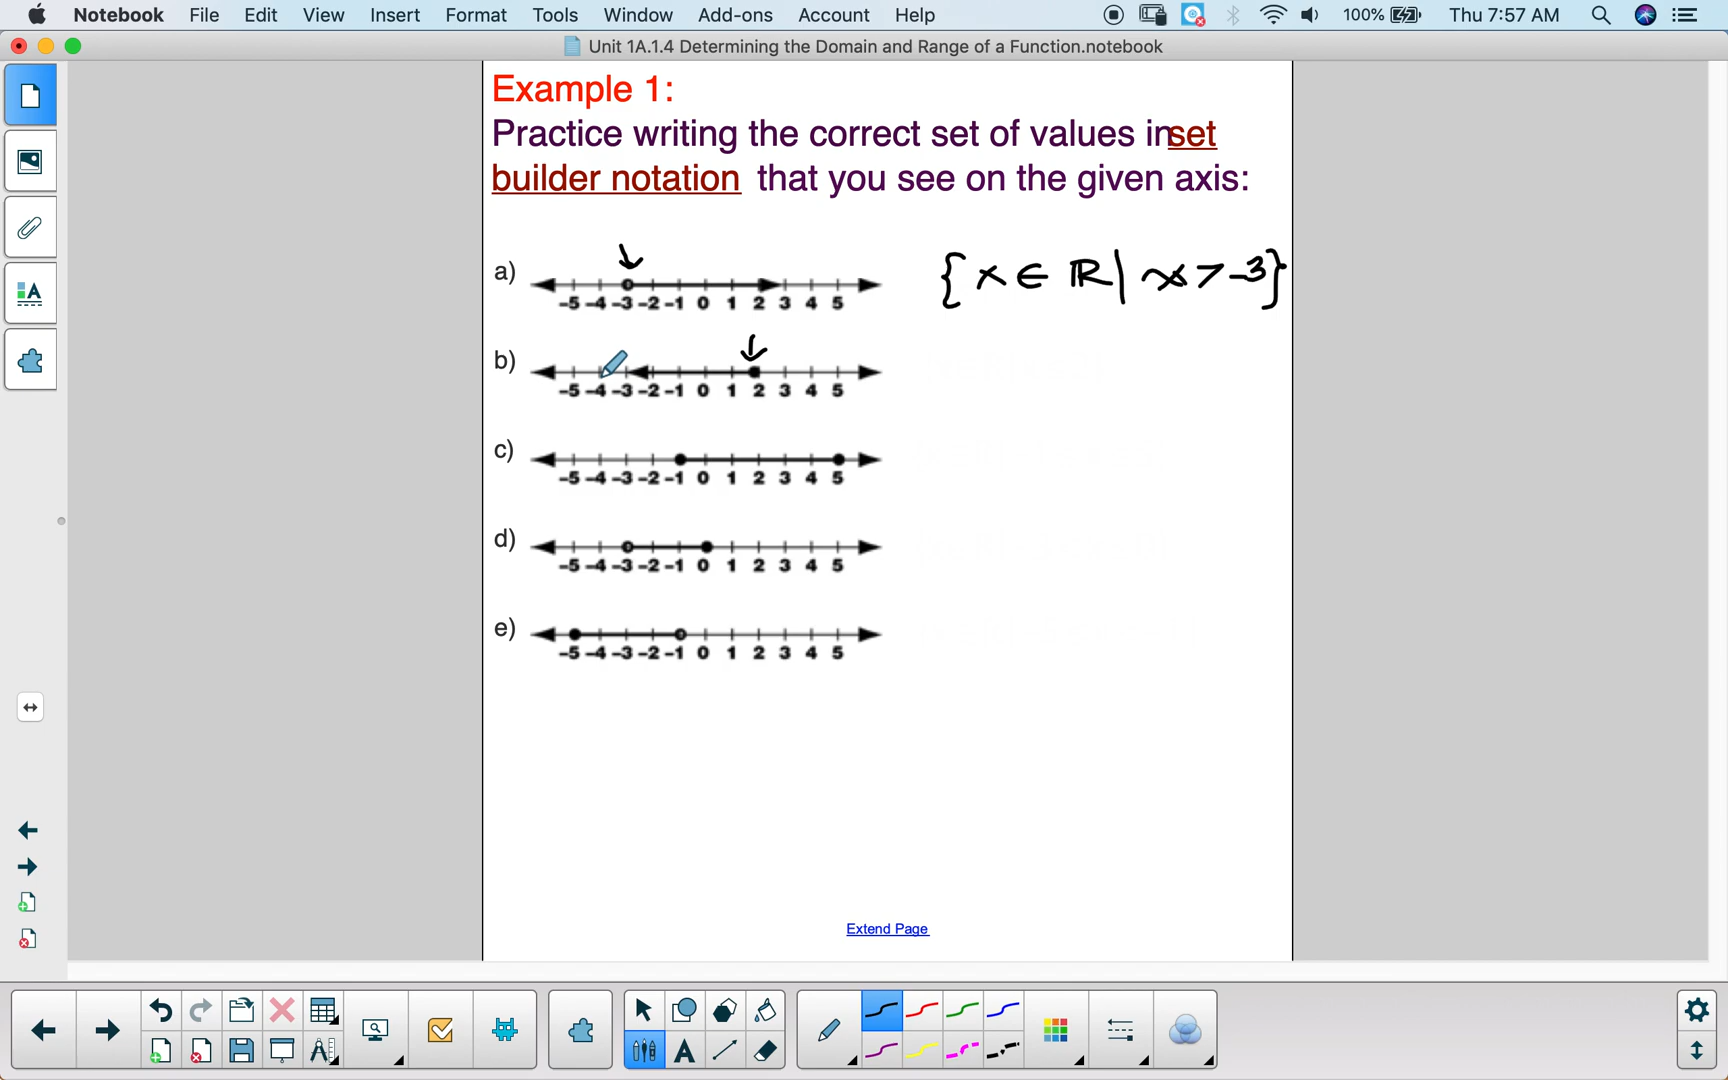 Notebook File Edit View Insert Format Tools Window Add-ons Account Help 100% Thu 7:57 AM
Unit 1A.1.4 Determining the Domain and Range of a Function.notebook
Example 1:
Practice writing the correct set of values in set
builder notation that you see on the given axis:
a) {x ∈ ℝ| x > -3}
-5 -4 -3 -2 -1 0 1 2 3 4 5
b)
-5 -4 -3 -2 -1 0 1 2 3 4 5
c)
-5 -4 -3 -2 -1 0 1 2 3 4 5
d)
-5 -4 -3 -2 -1 0 1 2 3 4 5
e)
-5 -4 -3 -2 -1 0 1 2 3 4 5
Extend Page